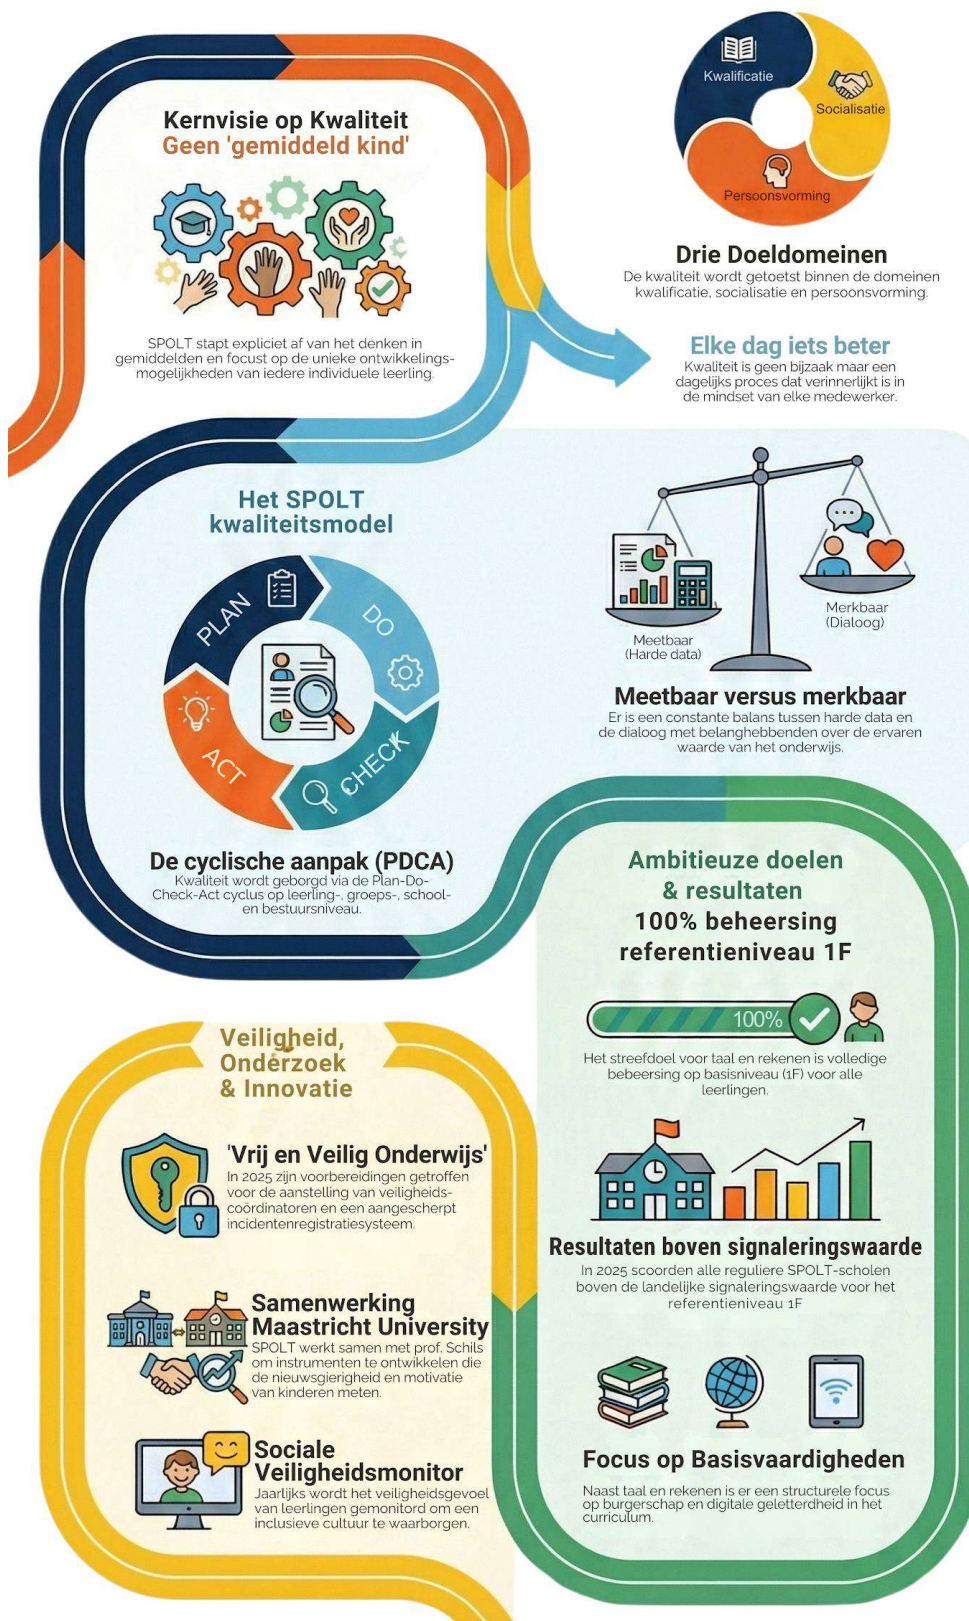 Kernvisie op Kwaliteit
Geen 'gemiddeld kind'
SPOLT stapt expliciet af van het denken in
gemiddelden en focust op de unieke ontwikkelings-
mogelijkheden van iedere individuele leerling.
Kwalificatie
Socialisatie
Persoonsvorming
Drie Doeldomeinen
De kwaliteit wordt getoetst binnen de domeinen
kwalificatie, socialisatie en persoonsvorming.
Elke dag iets beter
Kwaliteit is geen bijzaak maar een
dagelijks proces dat verinnerlijkt is in
de mindset van elke medewerker.
Het SPOLT
kwaliteitsmodel
PLAN
DO
CHECK
ACT
De cyclische aanpak (PDCA)
Kwaliteit wordt geborgd via de Plan-Do-
Check-Act cyclus op leerling-, groeps-, school-
en bestuursniveau.
Meetbaar
(Harde data)
Merkbaar
(Dialoog)
Meetbaar versus merkbaar
Er is een constante balans tussen harde data en
de dialoog met belanghebbenden over de ervaren
waarde van het onderwijs.
Ambitieuze doelen
& resultaten
100% beheersing
referentieniveau 1F
100%
Het streefdoel voor taal en rekenen is volledige
bebeersing op basisniveau (1F) voor alle
leerlingen.
Resultaten boven signaleringswaarde
In 2025 scoorden alle reguliere SPOLT-scholen
boven de landelijke signaleringswaarde voor het
referentieniveau 1F
Focus op Basisvaardigheden
Naast taal en rekenen is er een structurele focus
op burgerschap en digitale geletterdheid in het
curriculum.
Veiligheid,
Onderzoek
& Innovatie
'Vrij en Veilig Onderwijs'
In 2025 zijn voorbereidingen getroffen
voor de aanstelling van veiligheids-
coördinatoren en een aangescherpt
incidentenregistratiesysteem.
Samenwerking
Maastricht University
SPOLT werkt samen met prof. Schils
om instrumenten te ontwikkelen die
de nieuwsgierigheid en motivatie
van kinderen meten.
Sociale
Veiligheidsmonitor
Jaarlijks wordt het veiligheidsgevoel
van leerlingen gemonitord om een
inclusieve cultuur te waarborgen.